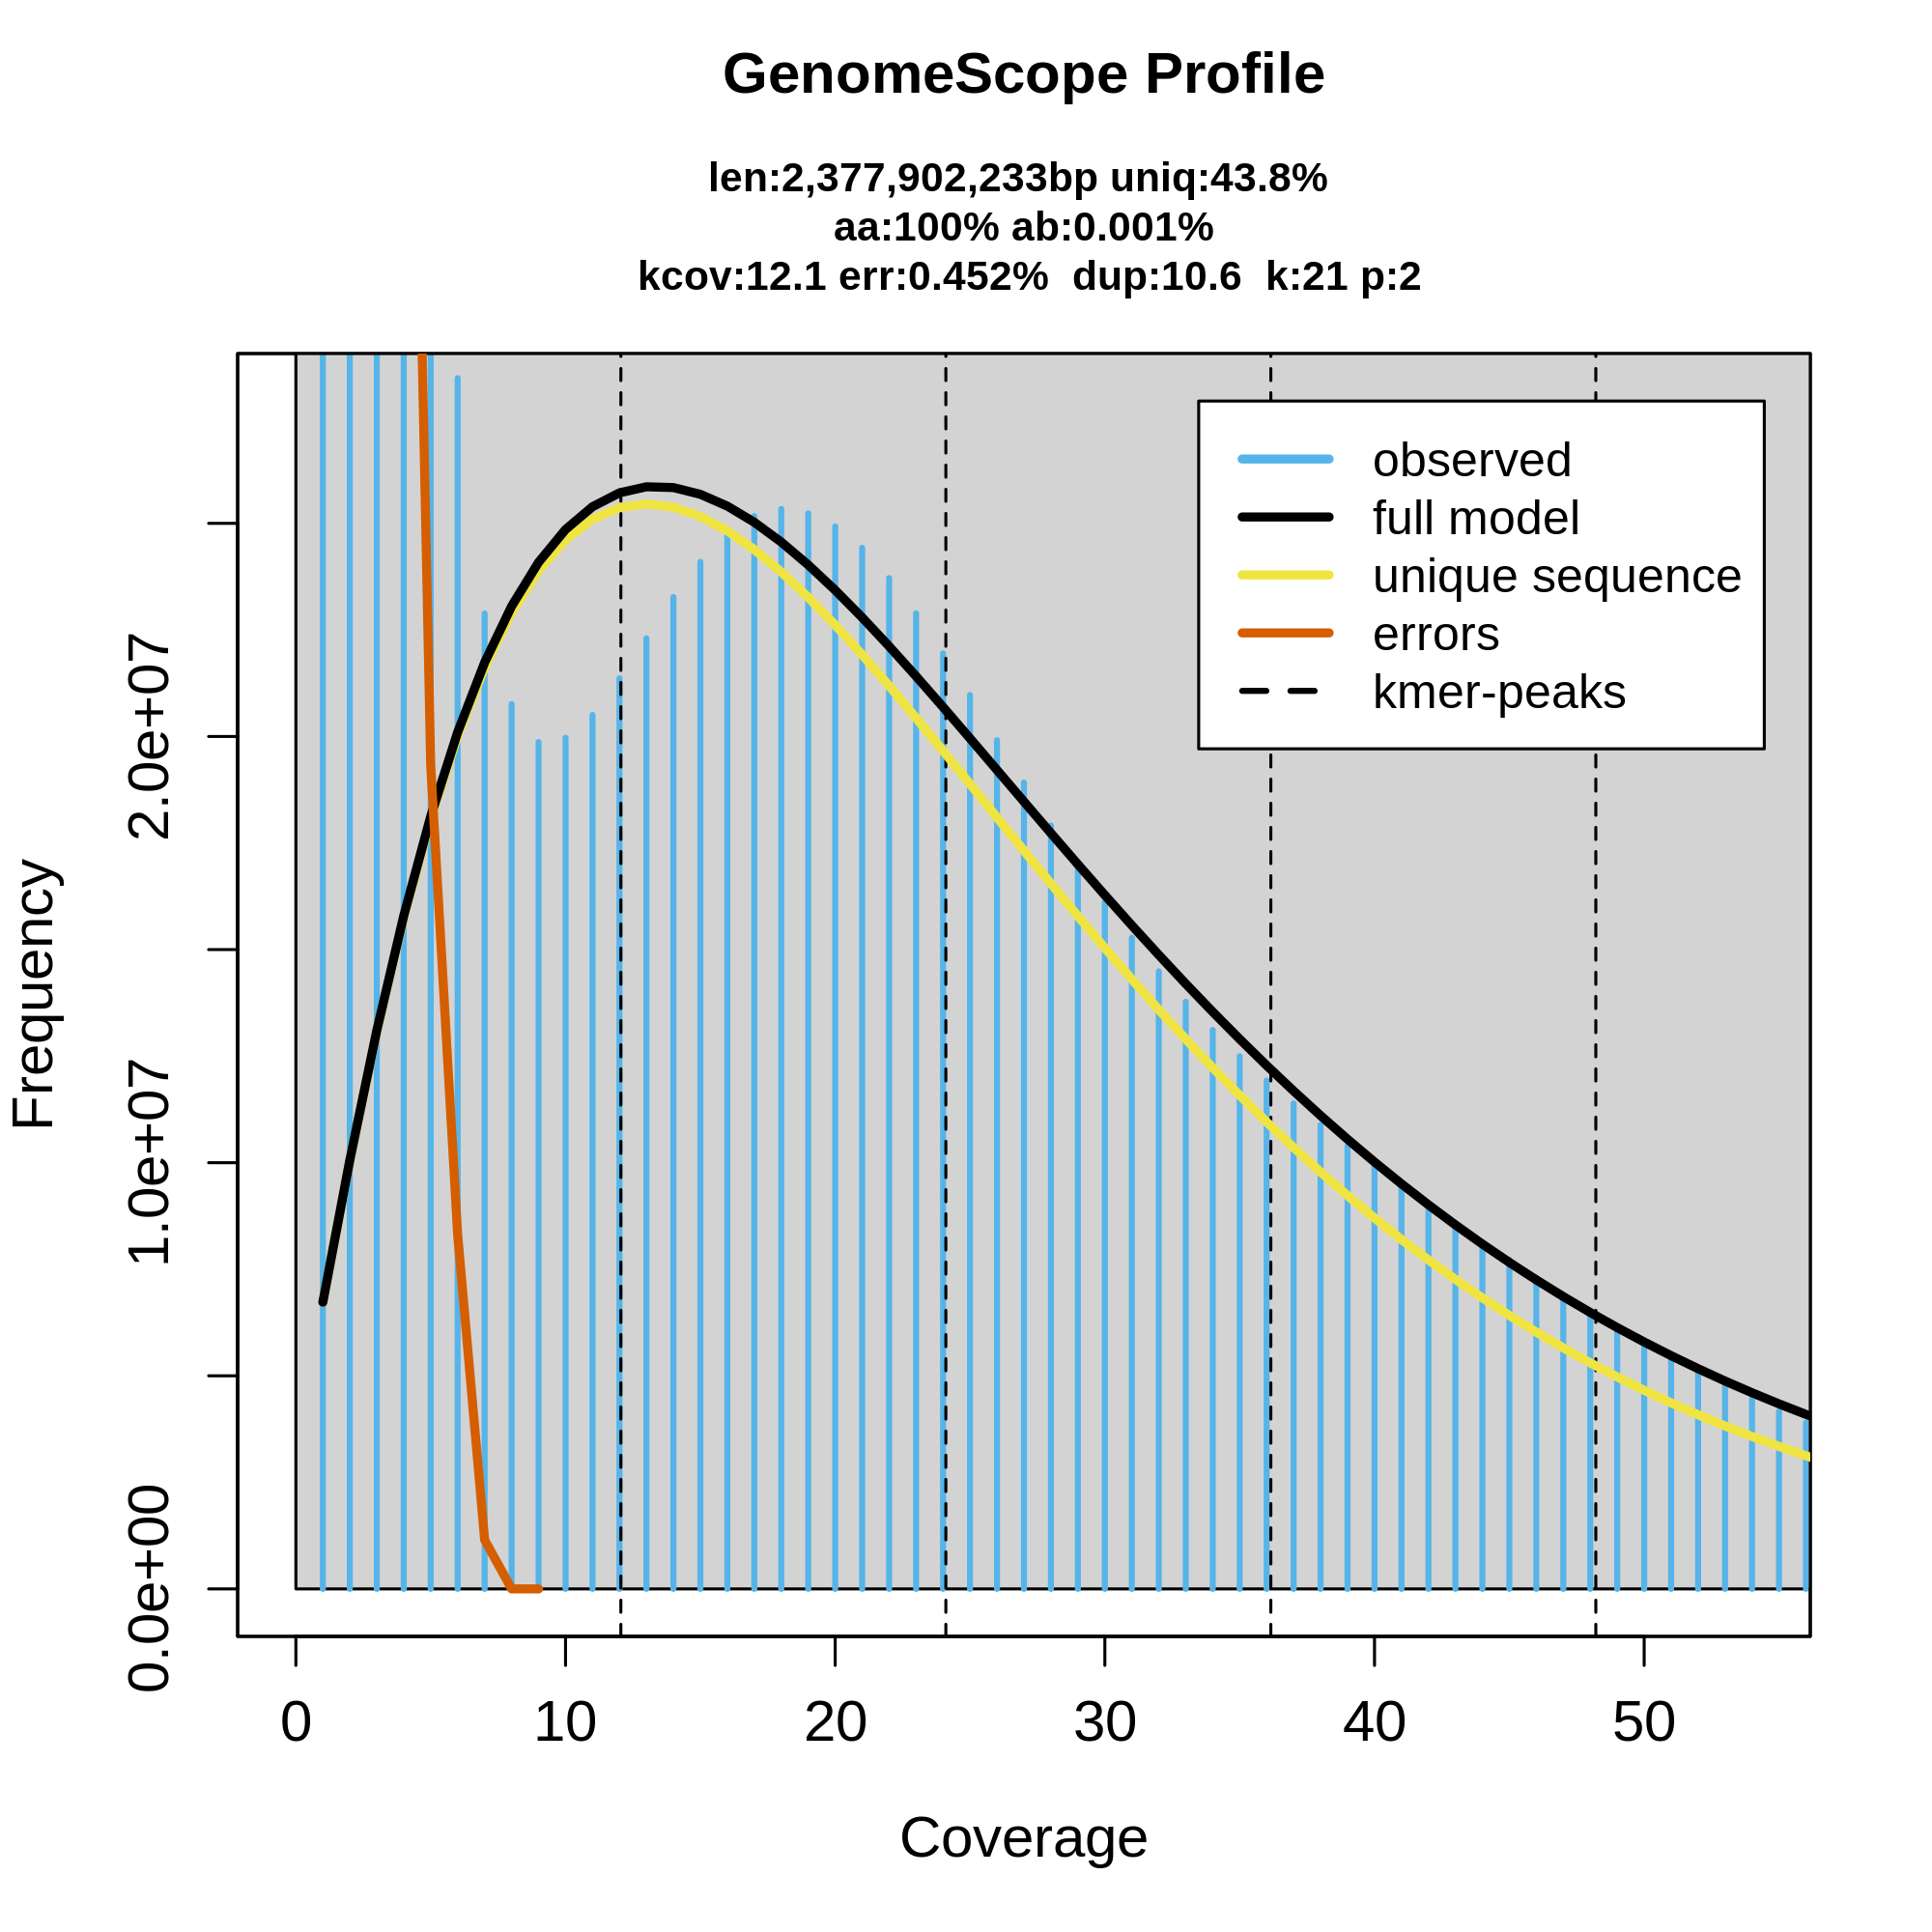 GenomeScope Profile
len:2,377,902,233bp uniq:43.8%
aa:100% ab:0.001%
kcov:12.1 err:0.452% dup:10.6 k:21 p:2
observed
full model
unique sequence
errors
kmer-peaks
Frequency
2.0e+07
1.0e+07
0.0e+00
0 10 20 30 40 50
Coverage